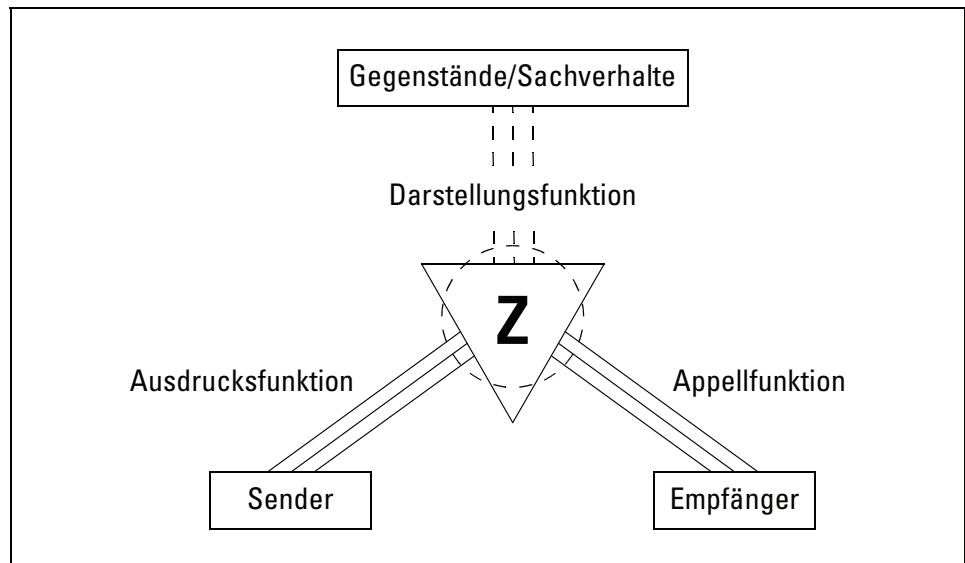 Gegenstände/Sachverhalte
Darstellungsfunktion
Z
Ausdrucksfunktion
Appellfunktion
Sender
Empfänger